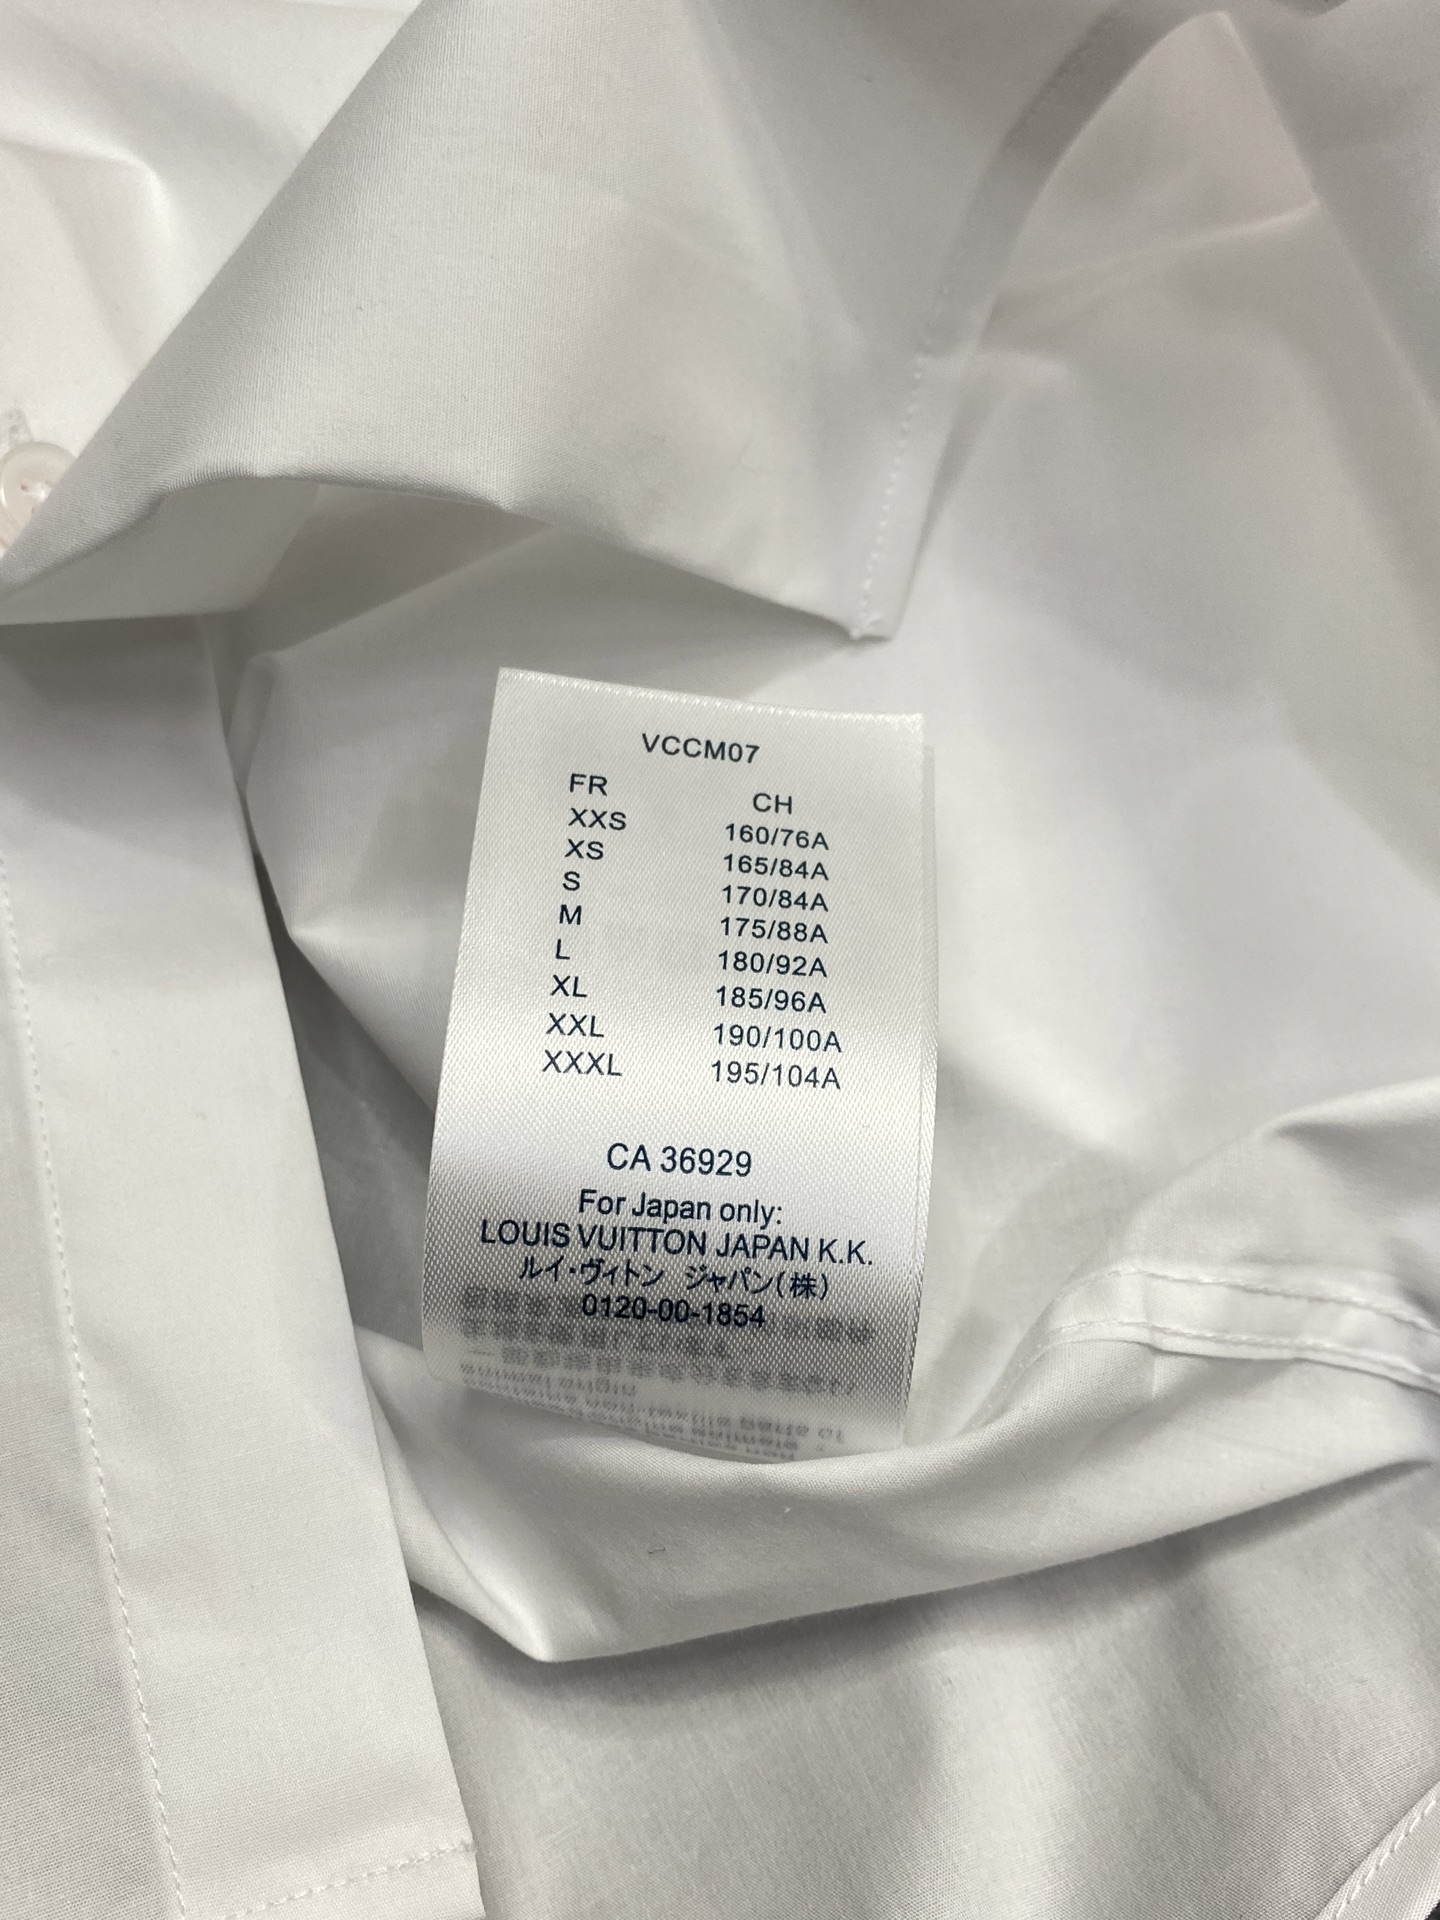 VCCM07
FR CH
XXS 160/76A
XS 165/84A
S 170/84A
M 175/88A
L 180/92A
XL 185/96A
XXL 190/100A
XXXL 195/104A
CA 36929
For Japan only:
LOUIS VUITTON JAPAN K.K.
ルイ・ヴィトン ジャパン(株)
0120-00-1854